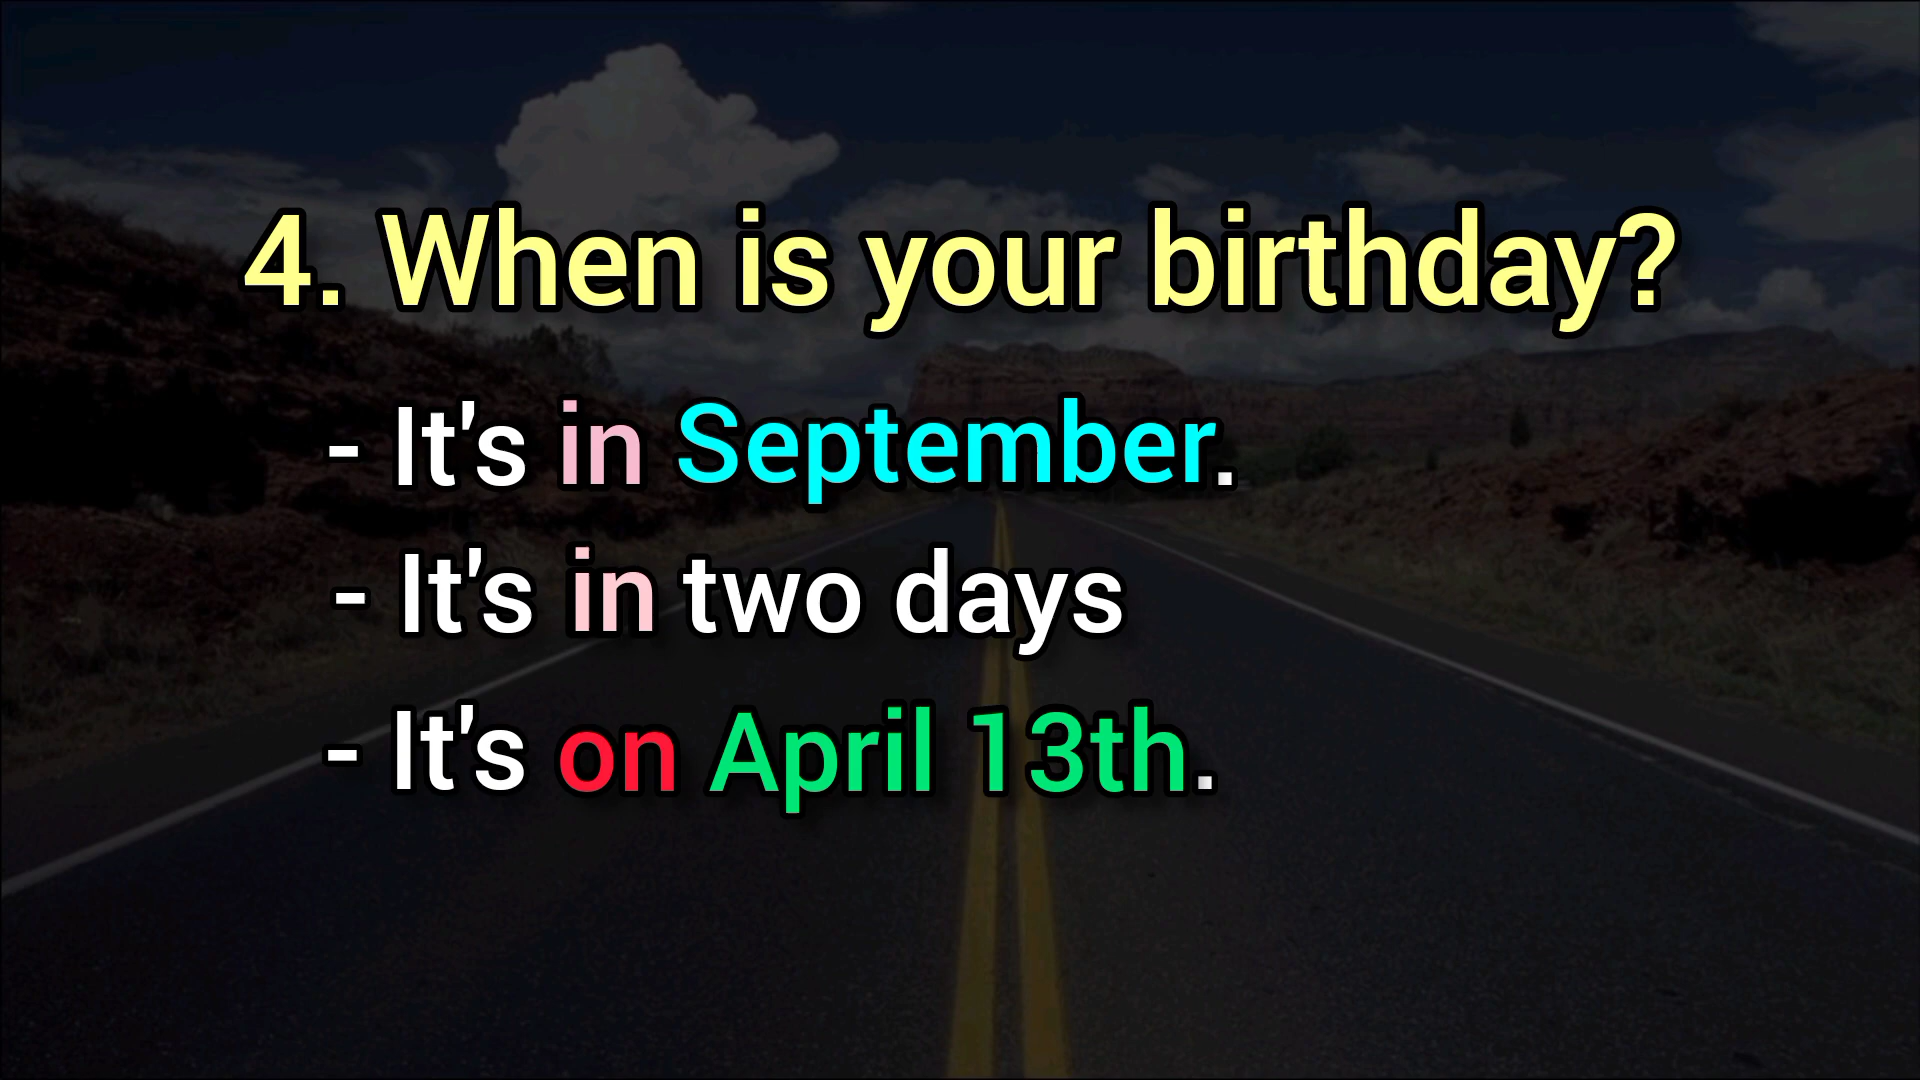 4. When is your birthday?
- It's in September.
- It's in two days
- It's on April 13th.